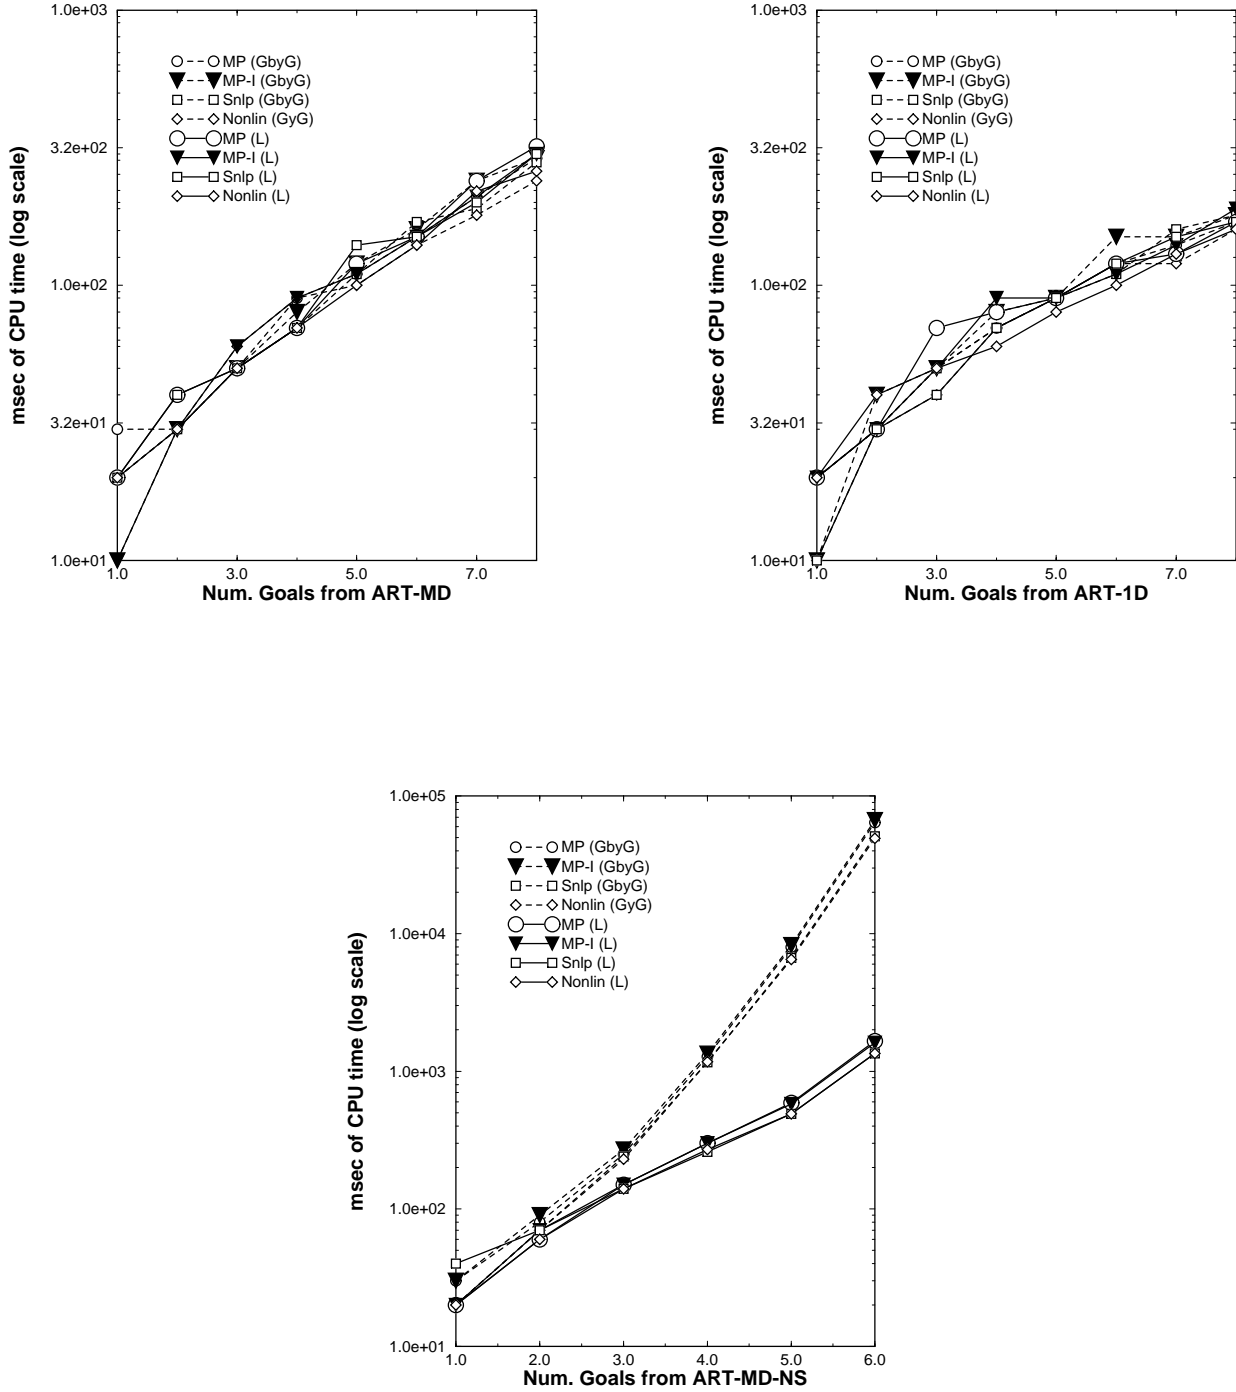 1.0e+03
3.2e+02
1.0e+02
3.2e+01
1.0e+01
msec of CPU time (log scale)
MP (GbyG)
MP-I (GbyG)
Snlp (GbyG)
Nonlin (GyG)
MP (L)
MP-I (L)
Snlp (L)
Nonlin (L)
1.0 3.0 5.0 7.0
Num. Goals from ART-MD
1.0e+03
3.2e+02
1.0e+02
3.2e+01
1.0e+01
msec of CPU time (log scale)
MP (GbyG)
MP-I (GbyG)
Snlp (GbyG)
Nonlin (GyG)
MP (L)
MP-I (L)
Snlp (L)
Nonlin (L)
1.0 3.0 5.0 7.0
Num. Goals from ART-1D
1.0e+05
1.0e+04
1.0e+03
1.0e+02
1.0e+01
msec of CPU time (log scale)
MP (GbyG)
MP-I (GbyG)
Snlp (GbyG)
Nonlin (GyG)
MP (L)
MP-I (L)
Snlp (L)
Nonlin (L)
1.0 2.0 3.0 4.0 5.0 6.0
Num. Goals from ART-MD-NS